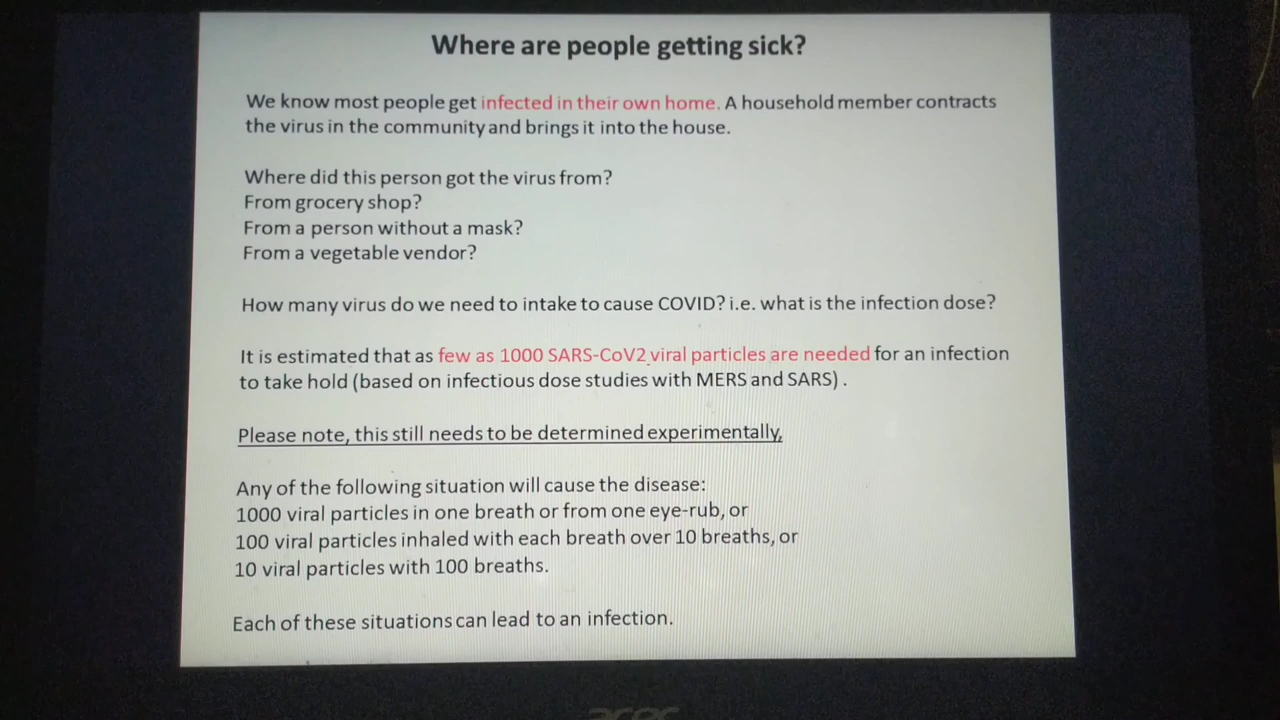 Where are people getting sick?
We know most people get infected in their own home. A household member contracts
the virus in the community and brings it into the house.
Where did this person got the virus from?
From grocery shop?
From a person without a mask?
From a vegetable vendor?
How many virus do we need to intake to cause COVID? i.e. what is the infection dose?
It is estimated that as few as 1000 SARS-CoV2 viral particles are needed for an infection
to take hold (based on infectious dose studies with MERS and SARS) .
Please note, this still needs to be determined experimentally,
Any of the following situation will cause the disease:
1000 viral particles in one breath or from one eye-rub, or
100 viral particles inhaled with each breath over 10 breaths, or
10 viral particles with 100 breaths.
Each of these situations can lead to an infection.
acer